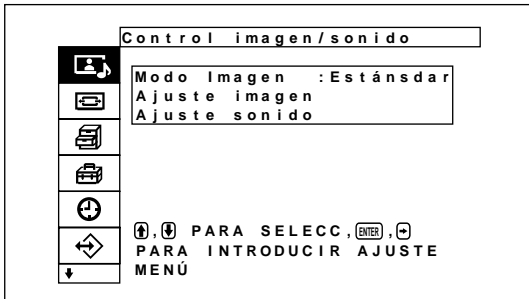 Control imagen/sonido
Modo Imagen :Estánsdar
Ajuste imagen
Ajuste sonido
, PARA SELECC, ENTER ,
PARA INTRODUCIR AJUSTE
MENÚ